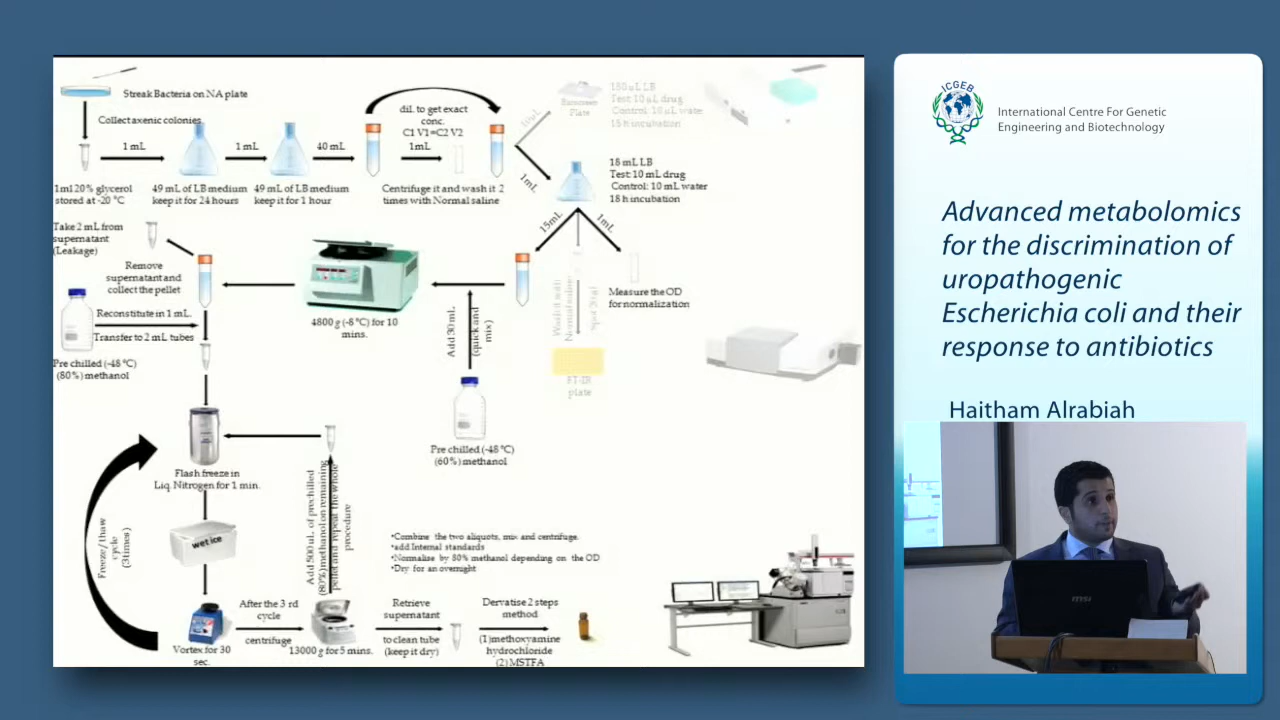 Streak Bacteria on NA plate
Collect axenic colonies
1 mL
1 mL
40 mL
dil. to get exact
conc.
C1 V1=C2 V2
1mL
10uL
Bioscreen
Plate
180 uL LB
Test: 10 uL drug
Control: 10 uL water
18 h incubation
1mL
18 mL LB
Test: 10 mL drug
Control: 10 mL water
18 h incubation
1ml 20% glycerol
stored at -20 °C
49 mL of LB medium
keep it for 24 hours
49 mL of LB medium
keep it for 1 hour
Centrifuge it and wash it 2
times with Normal saline
15mL
1mL
Take 2 mL from
supernatant
(Leakage)
Remove
supernatant and
collect the pellet
Reconstitute in 1 mL.
Transfer to 2 mL tubes
Pre chilled (-48 °C)
(80%) methanol
4800 g (-8 °C) for 10
mins.
Add 30 mL
(quick and
mix)
Wash it with
Normal saline
Measure the OD
for normalization
FT-IR
plate
Pre chilled (-48 °C)
(60%) methanol
Flash freeze in
Liq. Nitrogen for 1 min.
Freeze/ thaw
cycle
(3 times)
wet ice
Add 500 uL of prechilled
(80%) methanol on remaining
pellet and repeat the whole
procedure
•Combine the two aliquots, mix and centrifuge.
•add Internal standards
•Normalise by 80% methanol depending on the OD
•Dry for an overnight
Vortex for 30
sec.
After the 3 rd
cycle
centrifuge
13000 g for 5 mins.
Retrieve
supernatant
to clean tube
(keep it dry)
Dervatise 2 steps
method
(1)methoxyamine
hydrochloride
(2) MSTFA
ICGEB
International Centre For Genetic
Engineering and Biotechnology
Advanced metabolomics
for the discrimination of
uropathogenic
Escherichia coli and their
response to antibiotics
Haitham Alrabiah